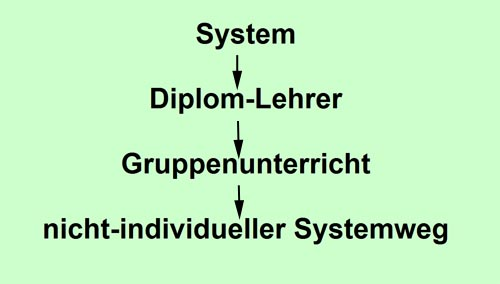 System
Diplom-Lehrer
Gruppenunterricht
nicht-individueller Systemweg